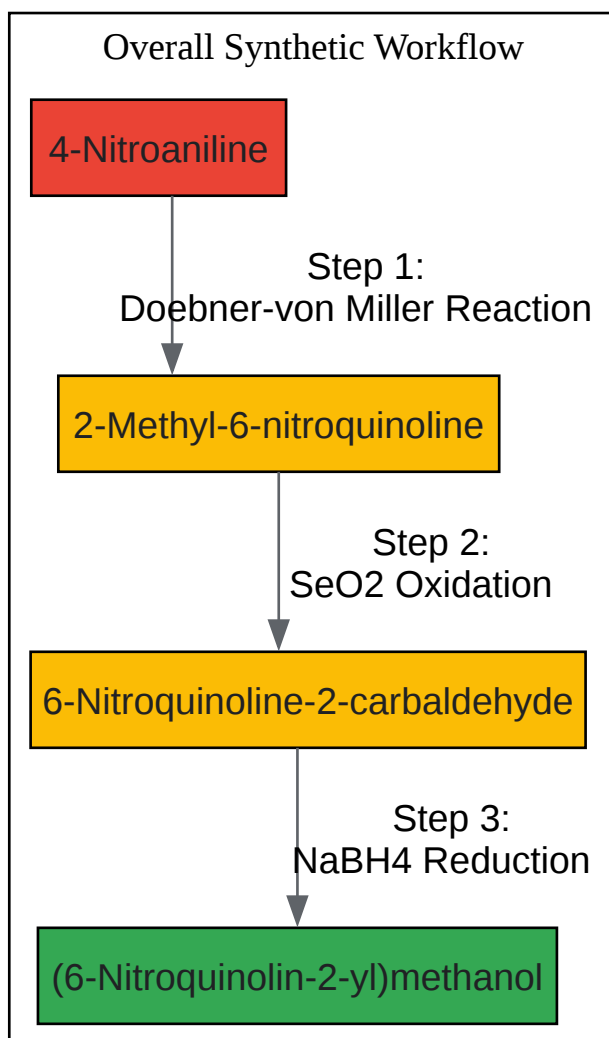 Overall Synthetic Workflow
4-Nitroaniline
Step 1:
Doebner-von Miller Reaction
2-Methyl-6-nitroquinoline
Step 2:
SeO2 Oxidation
6-Nitroquinoline-2-carbaldehyde
Step 3:
NaBH4 Reduction
(6-Nitroquinolin-2-yl)methanol